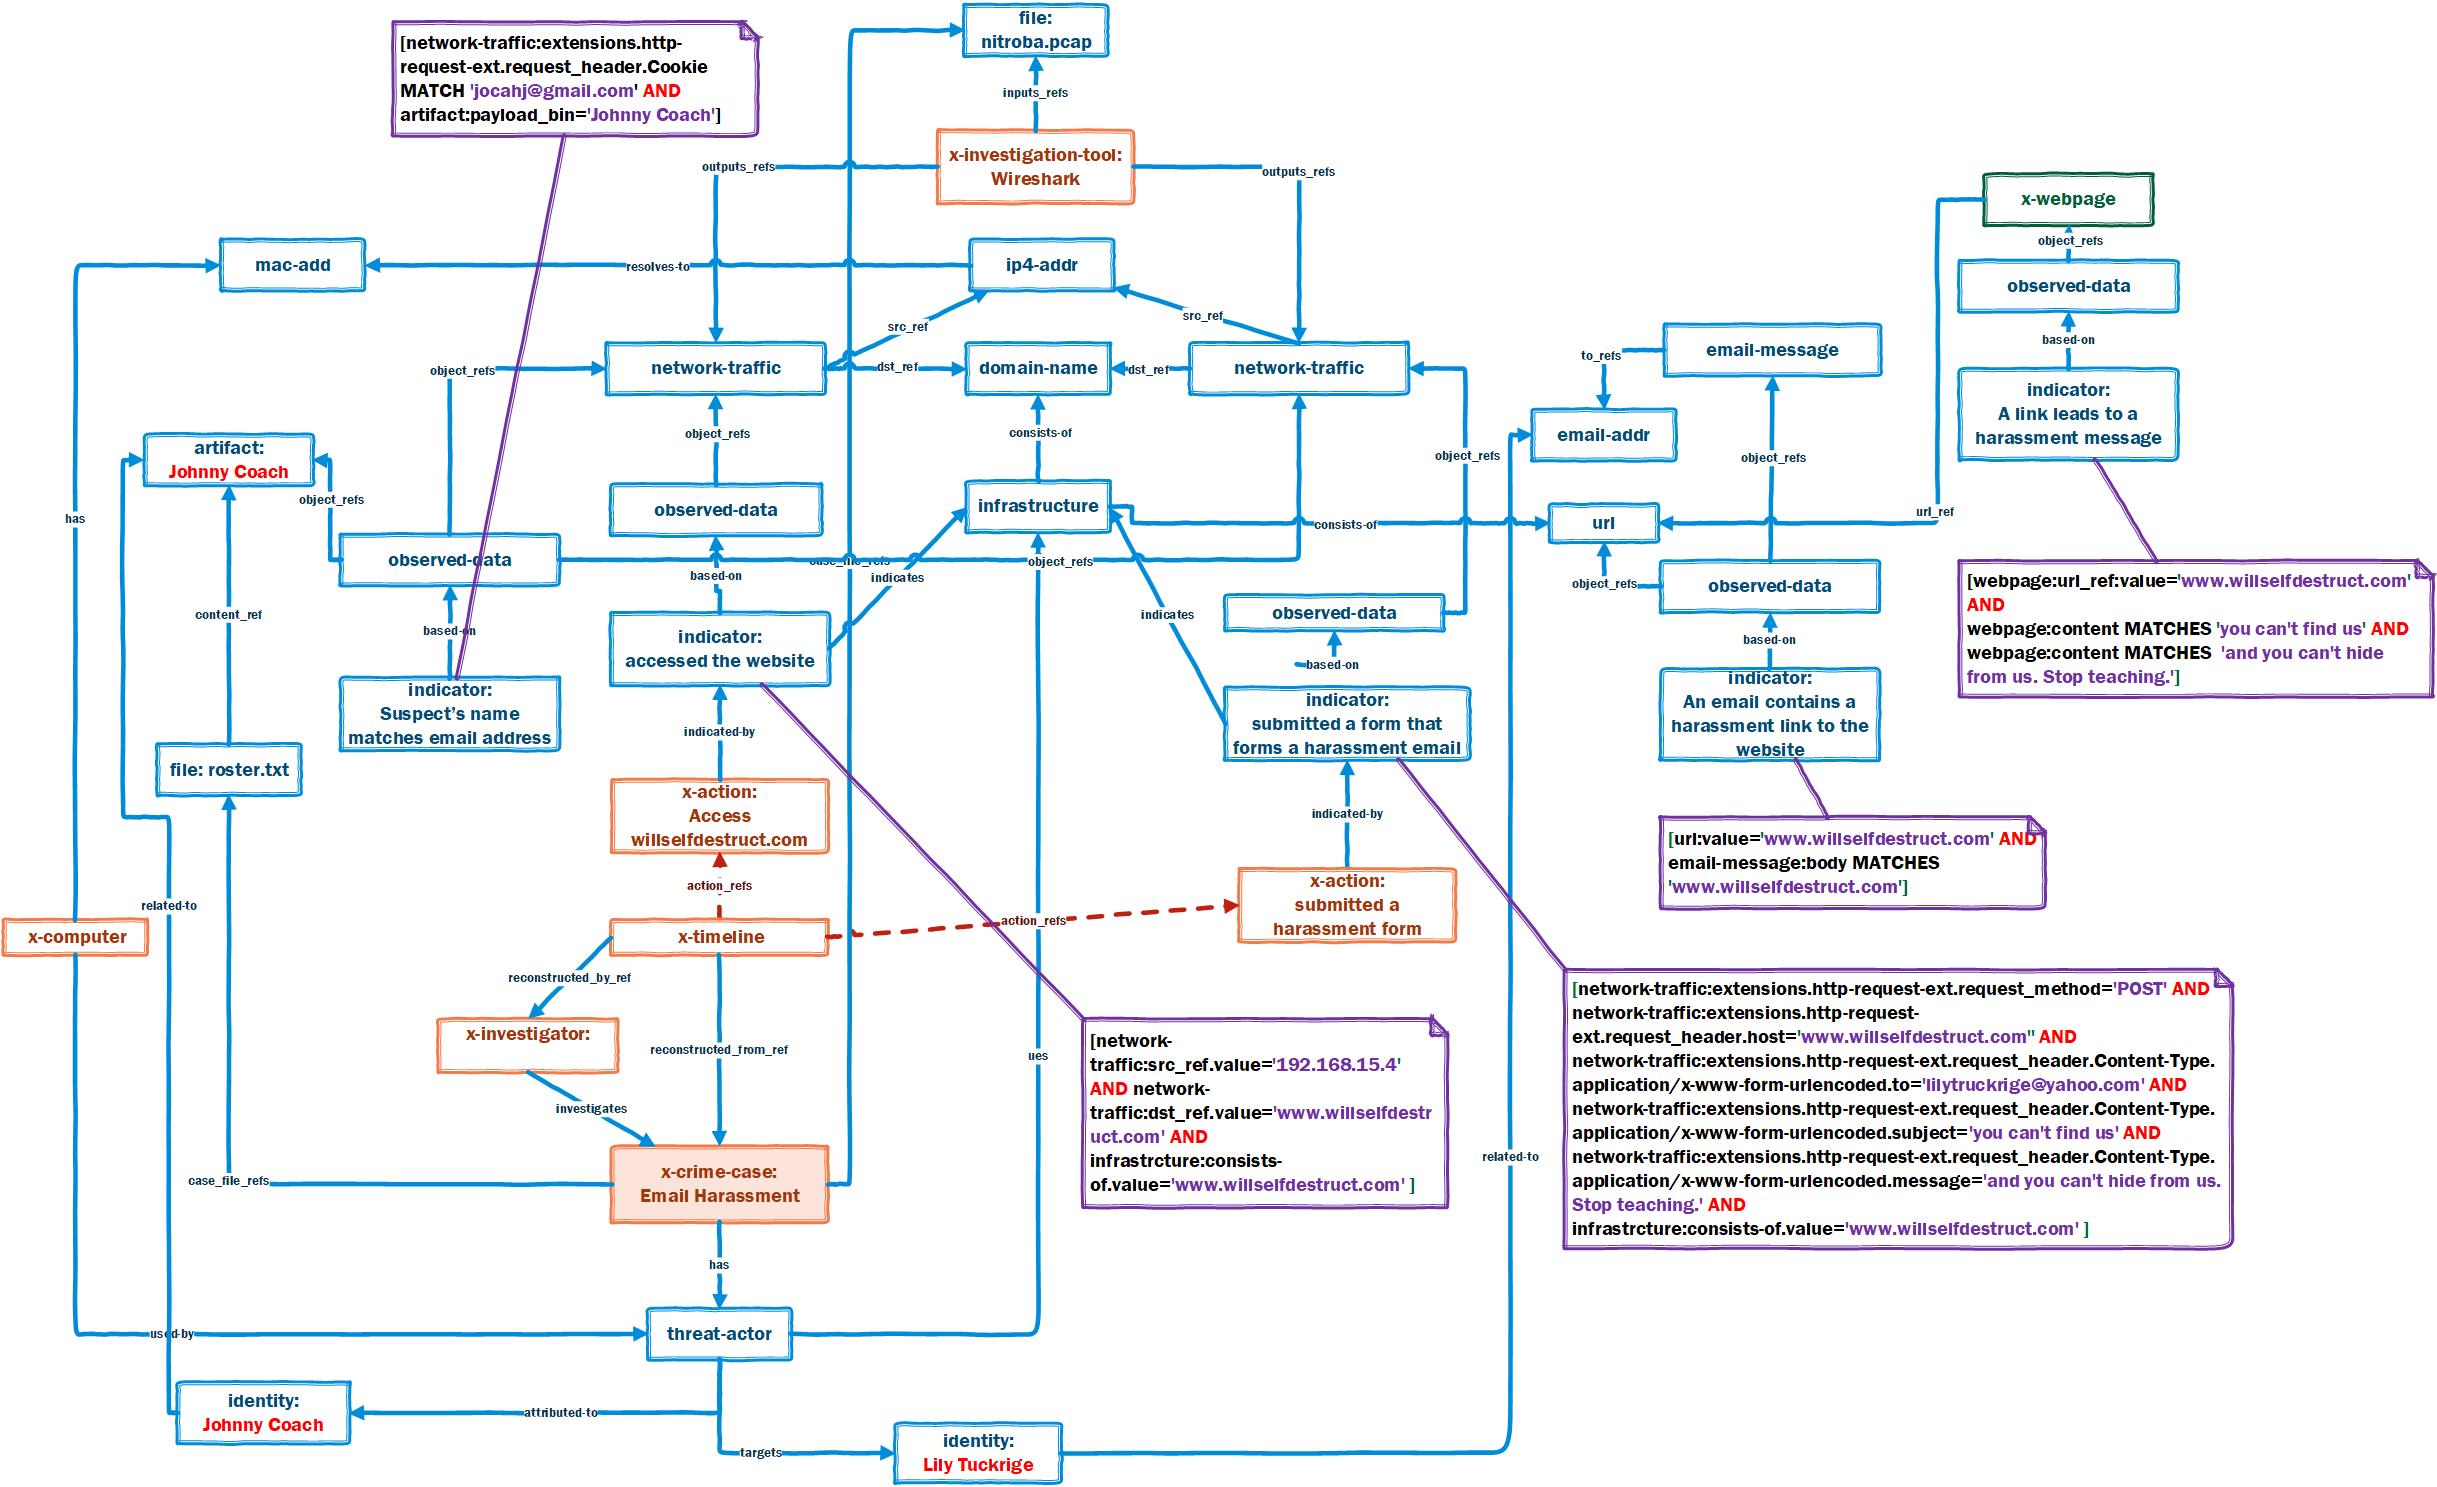 file:
nitroba.pcap
[network-traffic:extensions.http-
request-ext.request_header.Cookie
MATCH 'jocahj@gmail.com' AND
artifact:payload_bin='Johnny Coach']
inputs_refs
x-investigation-tool:
Wireshark
outputs_refs
outputs_refs
x-webpage
object_refs
mac-add
resolves-to
ip4-addr
observed-data
src_ref
src_ref
based-on
email-message
to_refs
object_refs
network-traffic
dst_ref
domain-name
dst_ref
network-traffic
indicator:
A link leads to a
harassment message
object_refs
consists-of
email-addr
artifact:
Johnny Coach
object_refs
object_refs
object_refs
observed-data
infrastructure
has
url
consists-of
url_ref
observed-data
case_file_refs
object_refs
based-on
indicates
object_refs
observed-data
[webpage:url_ref:value='www.willselfdestruct.com'
AND
webpage:content MATCHES 'you can't find us' AND
webpage:content MATCHES  'and you can't hide
from us. Stop teaching.']
content_ref
indicates
observed-data
based-on
indicator:
accessed the website
based-on
based-on
indicator:
Suspect's name
matches email address
indicator:
submitted a form that
forms a harassment email
indicator:
An email contains a
harassment link to the
website
indicated-by
file: roster.txt
x-action:
Access
willselfdestruct.com
indicated-by
[url:value='www.willselfdestruct.com' AND
email-message:body MATCHES
'www.willselfdestruct.com']
action_refs
x-action:
submitted a
harassment form
related-to
action_refs
x-computer
x-timeline
reconstructed_by_ref
x-investigator:
reconstructed_from_ref
ues
[network-
traffic:src_ref.value='192.168.15.4'
AND network-
traffic:dst_ref.value='www.willselfdestr
uct.com' AND
infrastrcture:consists-
of.value='www.willselfdestruct.com' ]
[network-traffic:extensions.http-request-ext.request_method='POST' AND
network-traffic:extensions.http-request-
ext.request_header.host='www.willselfdestruct.com" AND
network-traffic:extensions.http-request-ext.request_header.Content-Type.
application/x-www-form-urlencoded.to='lilytruckrige@yahoo.com' AND
network-traffic:extensions.http-request-ext.request_header.Content-Type.
application/x-www-form-urlencoded.subject='you can't find us' AND
network-traffic:extensions.http-request-ext.request_header.Content-Type.
application/x-www-form-urlencoded.message='and you can't hide from us.
Stop teaching.' AND
infrastrcture:consists-of.value='www.willselfdestruct.com' ]
investigates
related-to
case_file_refs
x-crime-case:
Email Harassment
has
used-by
threat-actor
identity:
Johnny Coach
attributed-to
targets
identity:
Lily Tuckrige